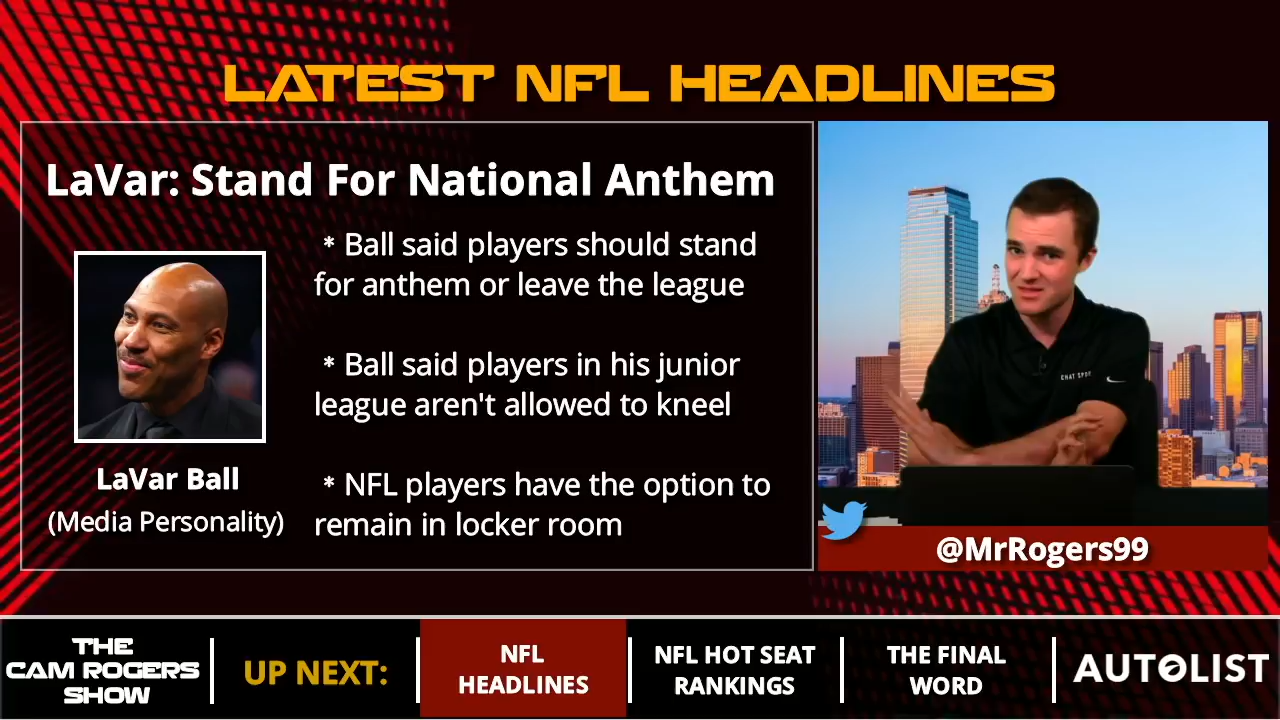 LATEST NFL HEADLINES
LaVar: Stand For National Anthem
* Ball said players should stand
for anthem or leave the league
* Ball said players in his junior
league aren't allowed to kneel
* NFL players have the option to
remain in locker room
LaVar Ball
(Media Personality)
@MrRogers99
THE
CAM ROGERS
SHOW
UP NEXT:
NFL
HEADLINES
NFL HOT SEAT
RANKINGS
THE FINAL
WORD
AUTOLIST